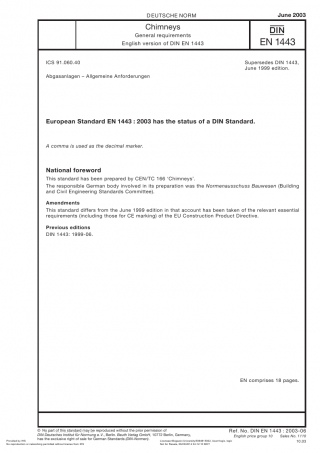 DEUTSCHE NORM
June 2003
Chimneys
General requirements
English version of DIN EN 1443
DIN
EN 1443
ICS 91.060.40
Supersedes DIN 1443,
June 1999 edition.
Abgasanlagen – Allgemeine Anforderungen
European Standard EN 1443 : 2003 has the status of a DIN Standard.
A comma is used as the decimal marker.
National foreword
This standard has been prepared by CEN/TC 166 'Chimneys'.
The responsible German body involved in its preparation was the Normenausschuss Bauwesen (Building
and Civil Engineering Standards Committee).
Amendments
This standard differs from the June 1999 edition in that account has been taken of the relevant essential
requirements (including those for CE marking) of the EU Construction Product Directive.
Previous editions
DIN 1443: 1999-06.
EN comprises 18 pages.
© No part of this standard may be reproduced without the prior permission of
DIN Deutsches Institut für Normung e.V., Berlin. Beuth Verlag GmbH, 10772 Berlin, Germany,
has the exclusive right of sale for German Standards (DIN-Normen).
Ref. No. DIN EN 1443 : 2003-06
English price group 10 Sales No. 1110
10.03